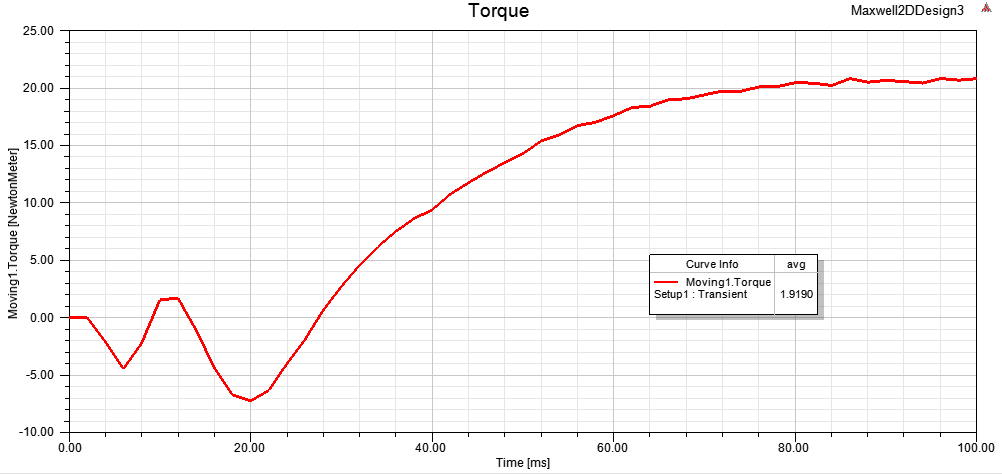 Torque
Maxwell2DDesign3
25.00
20.00
15.00
10.00
5.00
0.00
-5.00
-10.00
Moving1.Torque [NewtonMeter]
Curve Info avg
Moving1.Torque
Setup1 : Transient 1.9190
0.00 20.00 40.00 60.00 80.00 100.00
Time [ms]